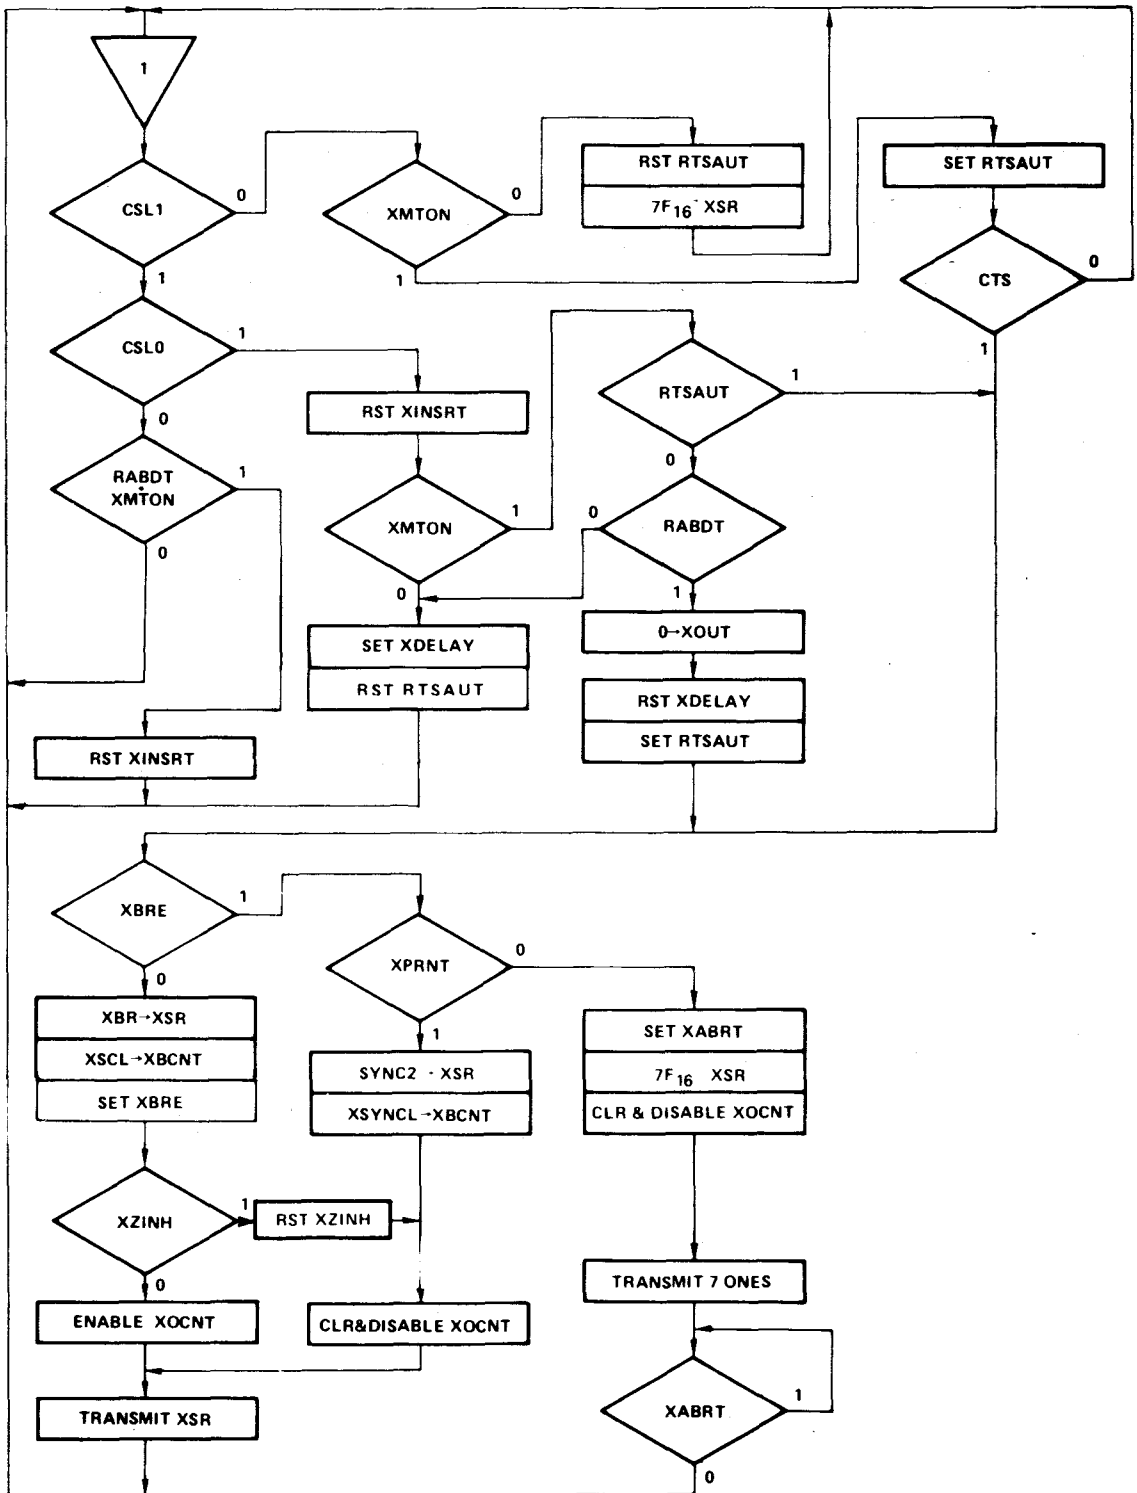 1
CSL1
0
1
XMTON
0
1
RST RTSAUT
7F16 XSR
SET RTSAUT
CTS
0
1
CSL0
1
0
RST XINSRT
XMTON
1
0
RTSAUT
1
0
RABDT
0
1
RABDT
XMTON
1
0
SET XDELAY
RST RTSAUT
0→XOUT
RST XDELAY
SET RTSAUT
RST XINSRT
XBRE
1
0
XPRNT
0
1
XBR→XSR
XSCL→XBCNT
SET XBRE
SYNC2 - XSR
XSYNCL→XBCNT
SET XABRT
7F16 XSR
CLR & DISABLE XOCNT
XZINH
1
0
RST XZINH
ENABLE XOCNT
CLR&DISABLE XOCNT
TRANSMIT 7 ONES
TRANSMIT XSR
XABRT
1
0